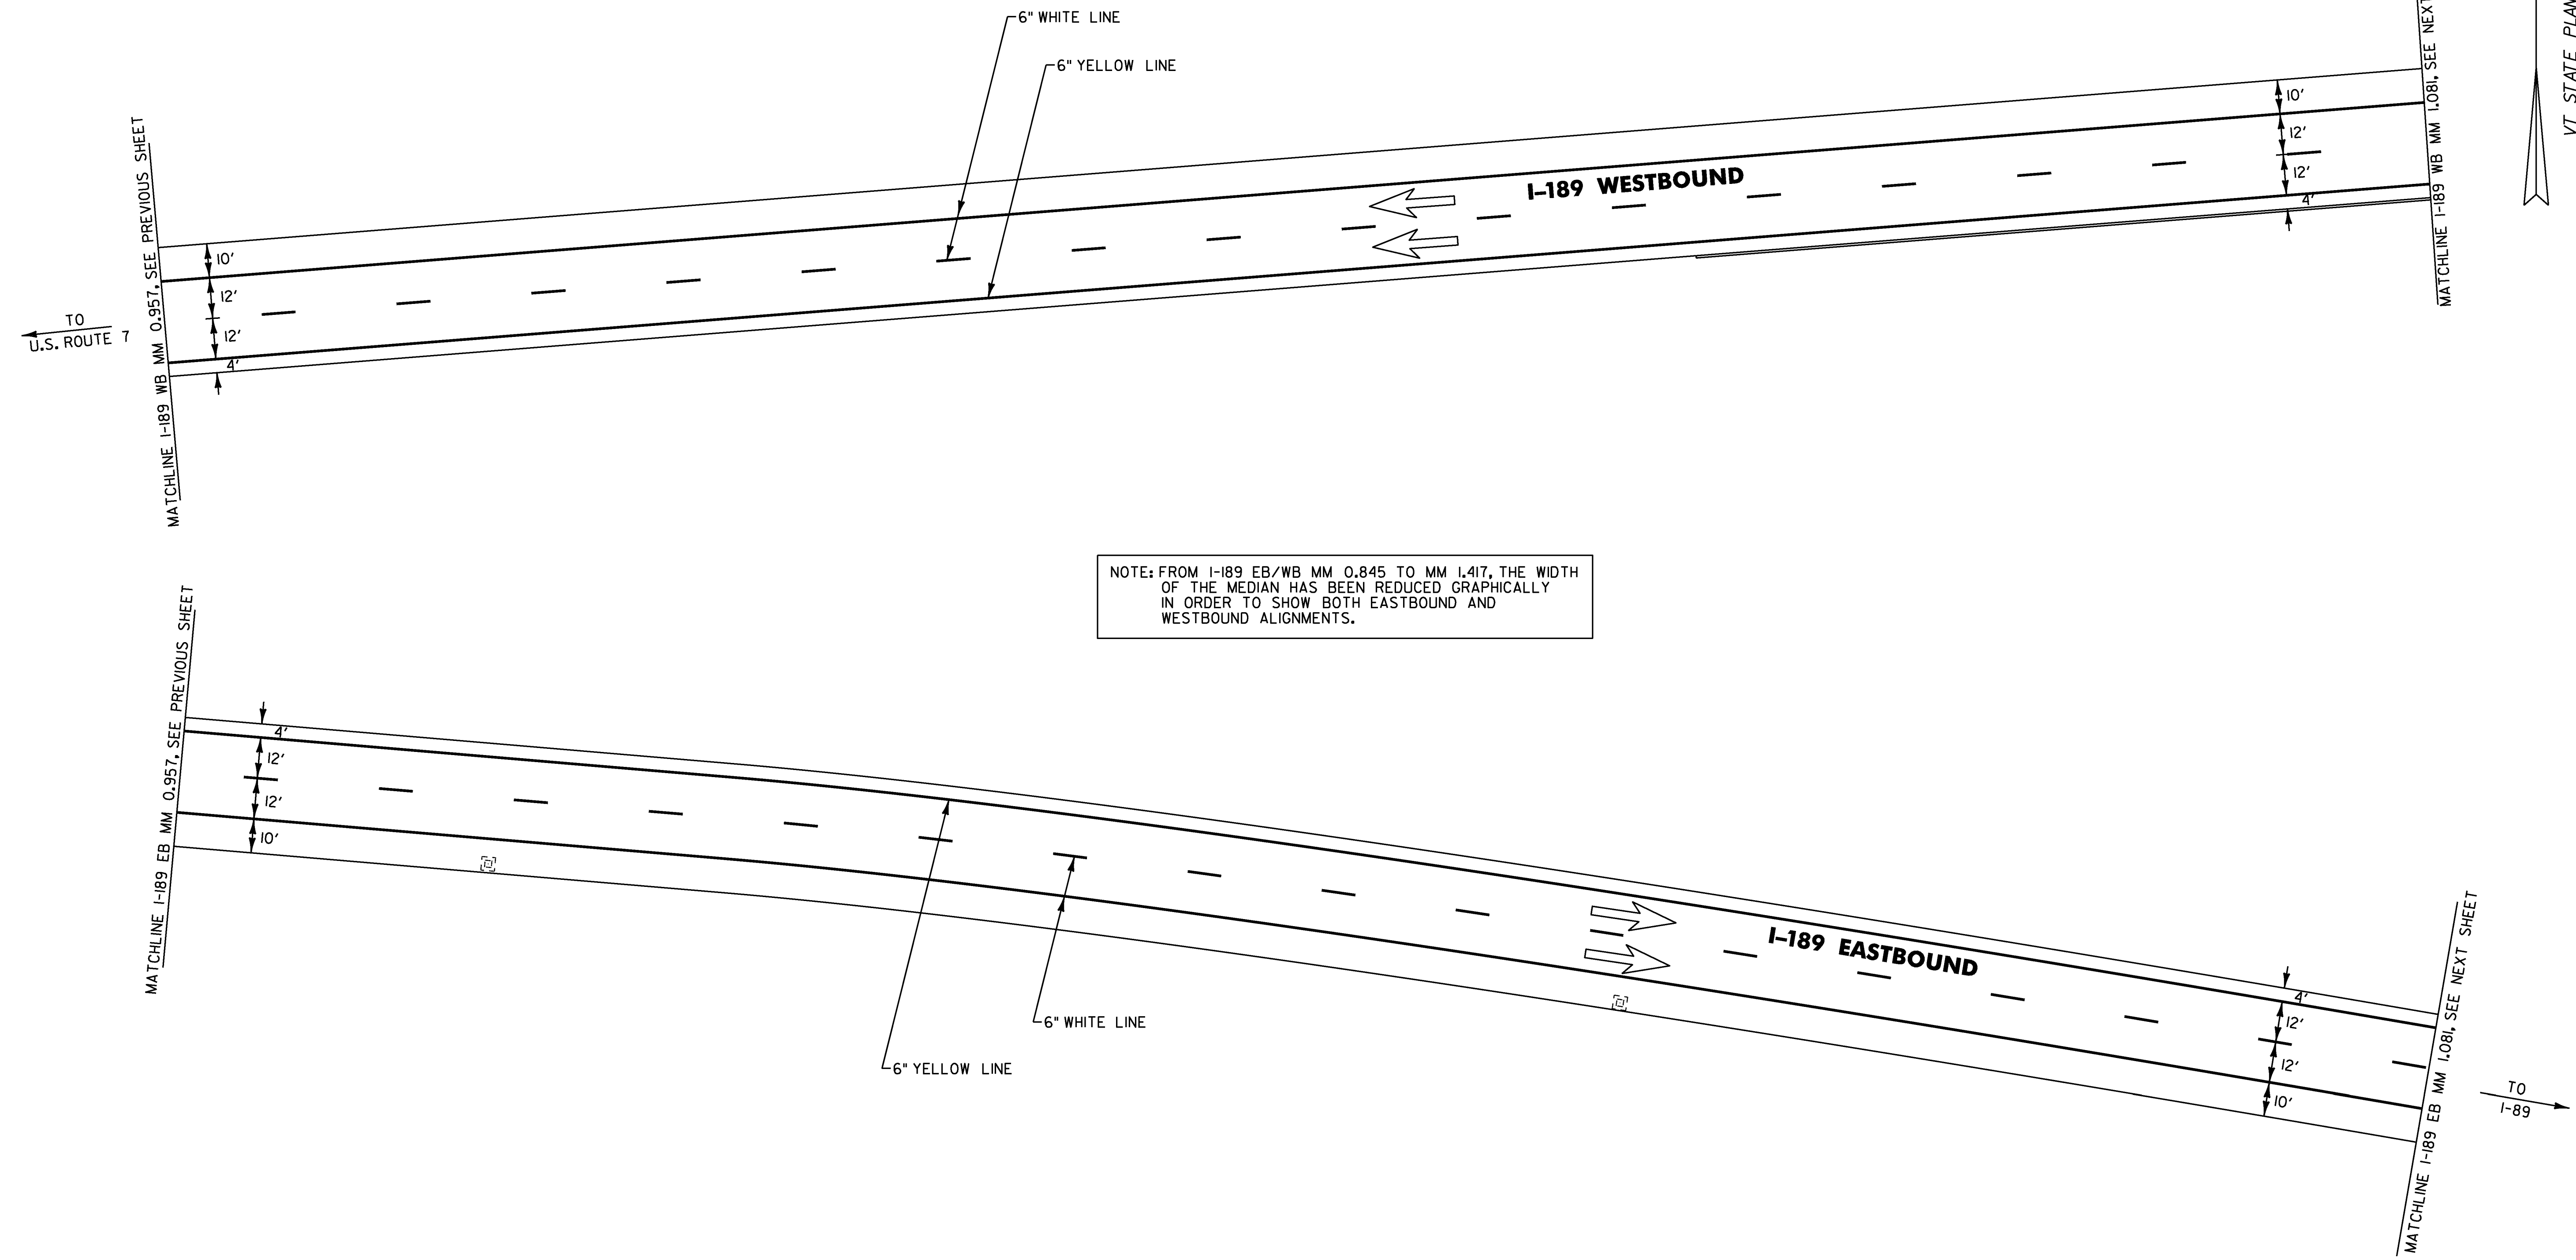 6" WHITE LINE
6" YELLOW LINE
VT STATE PLAN
MATCHLINE I-189 WB MM 0.957, SEE PREVIOUS SHEET
MATCHLINE I-189 WB MM 1.081, SEE NEXT
10'
12'
12'
4'
10'
12'
12'
4'
I-189 WESTBOUND
TO
U.S. ROUTE 7
NOTE: FROM I-189 EB/WB MM 0.845 TO MM 1.417, THE WIDTH
OF THE MEDIAN HAS BEEN REDUCED GRAPHICALLY
IN ORDER TO SHOW BOTH EASTBOUND AND
WESTBOUND ALIGNMENTS.
MATCHLINE I-189 EB MM 0.957, SEE PREVIOUS SHEET
4'
12'
12'
10'
I-189 EASTBOUND
6" WHITE LINE
6" YELLOW LINE
4'
12'
12'
10'
MATCHLINE I-189 EB MM 1.081, SEE NEXT SHEET
TO
I-89